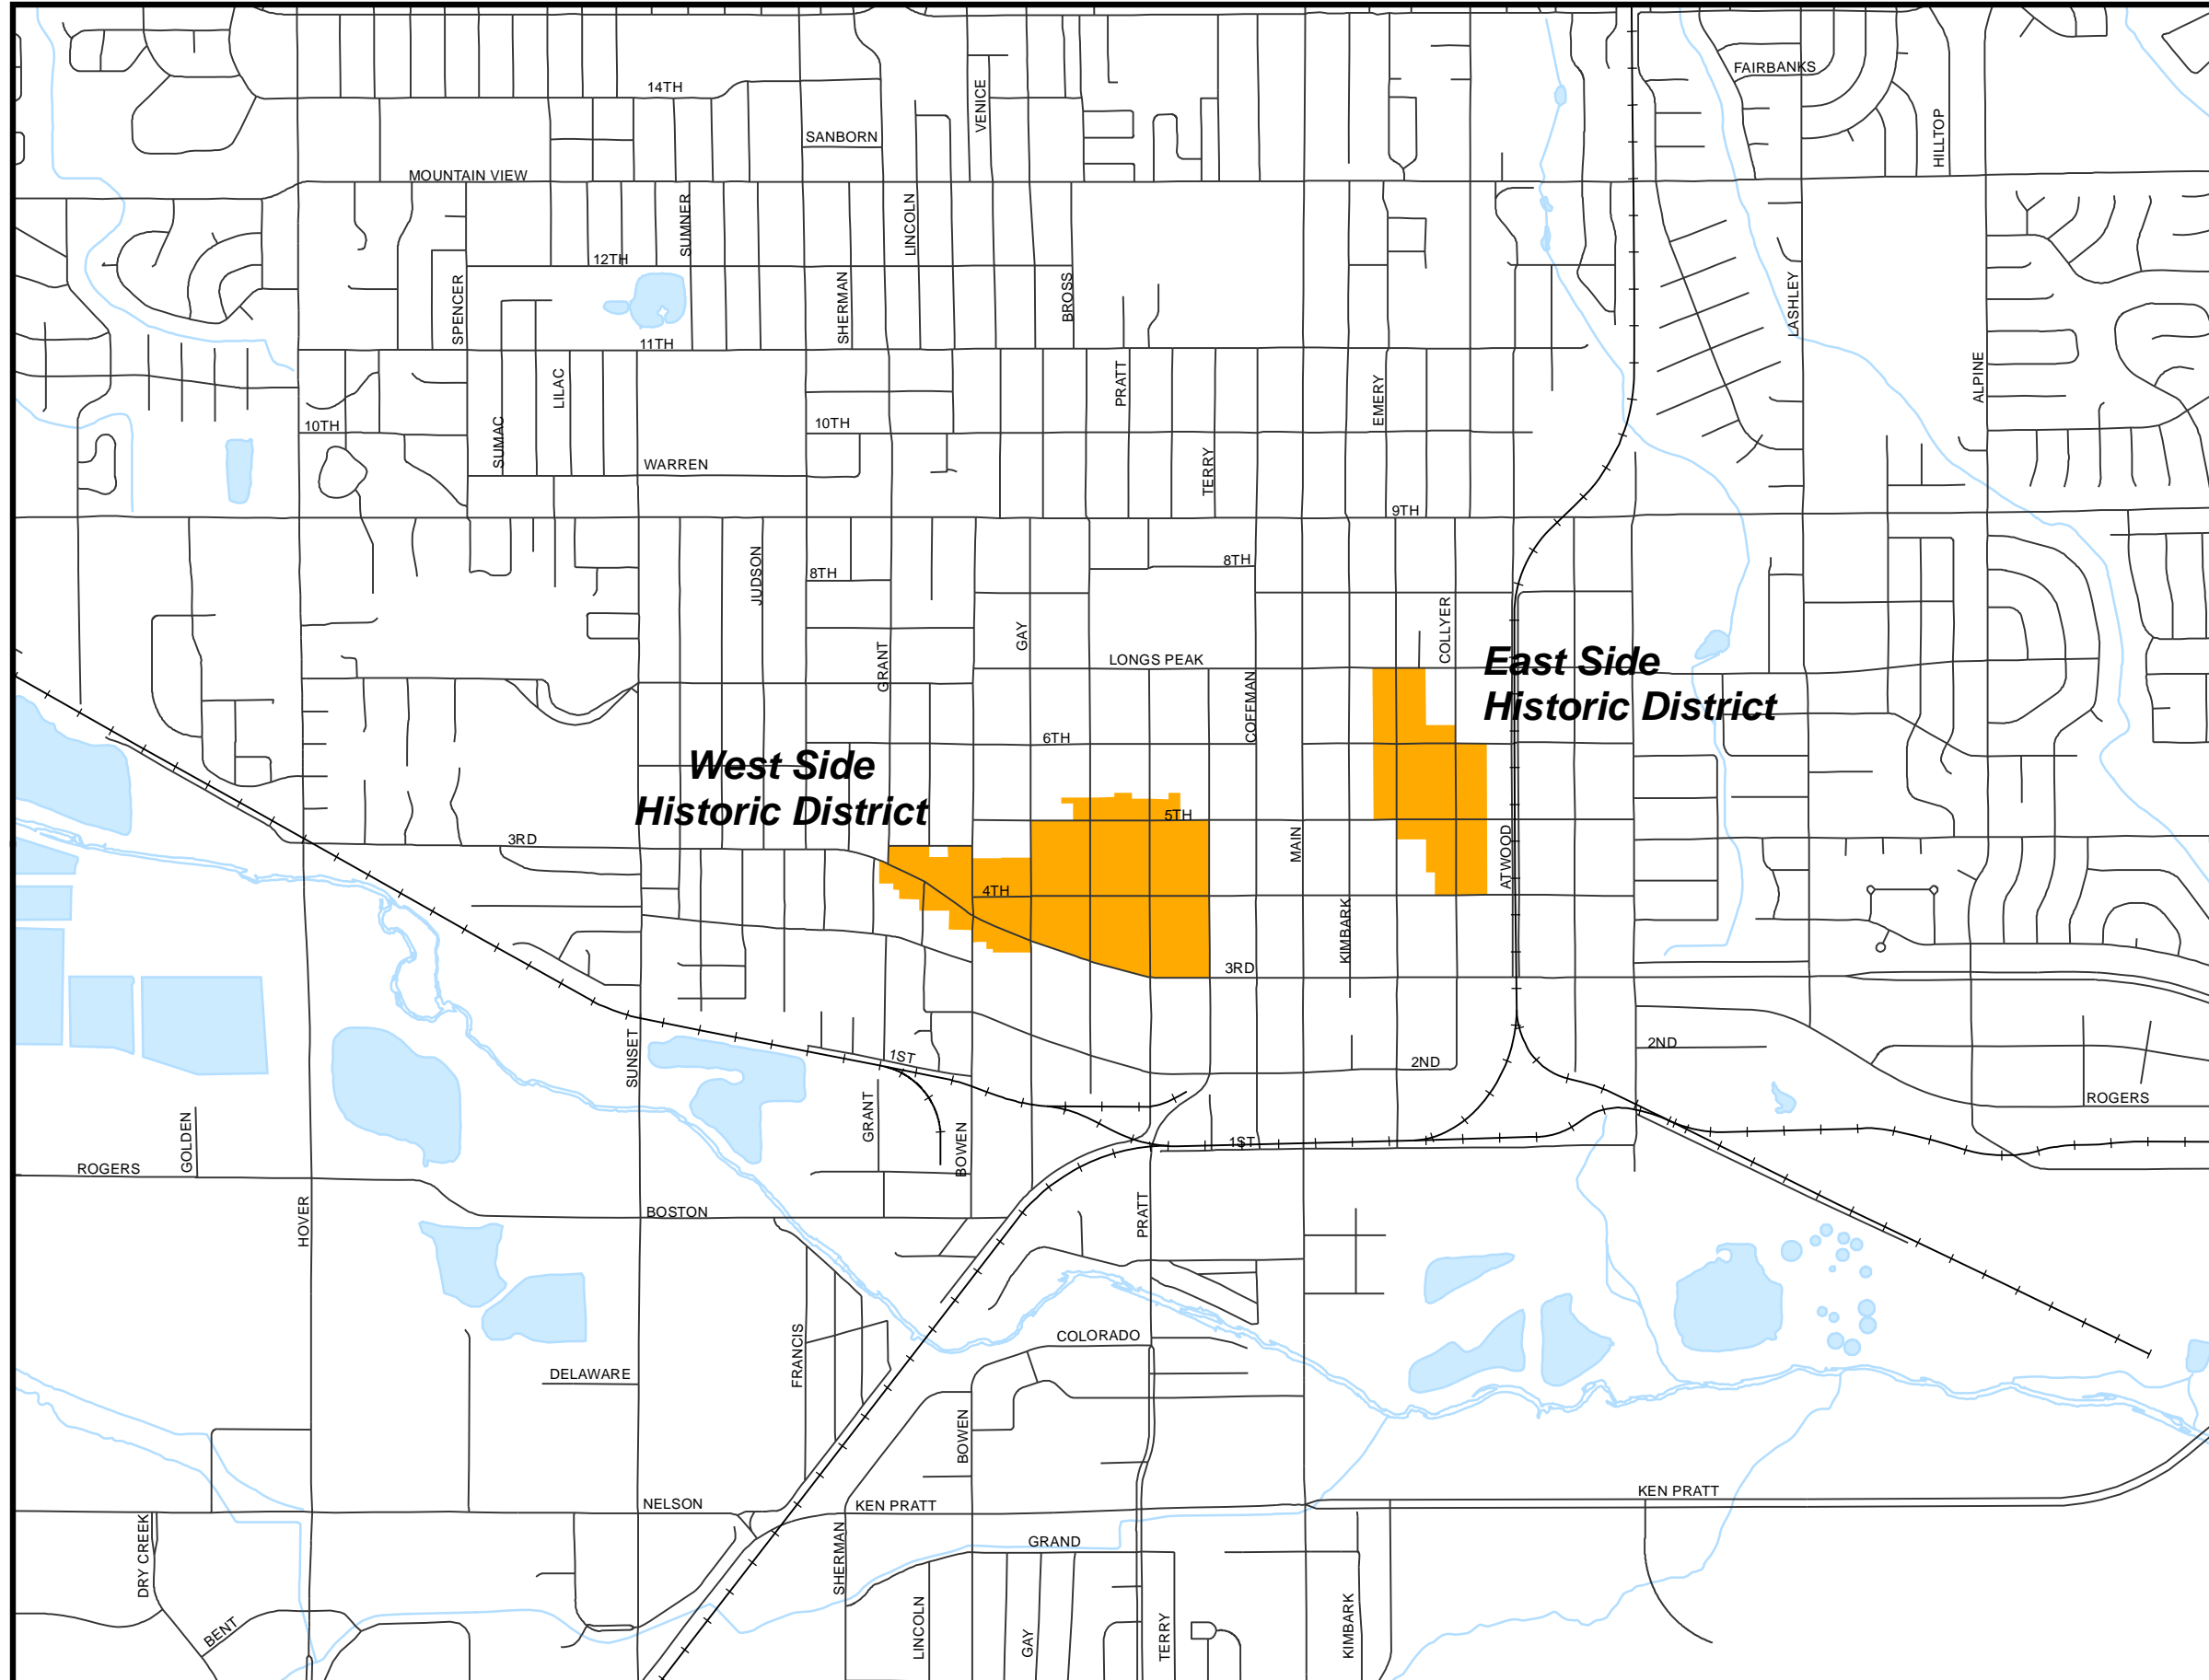 FAIRBANKS
14TH
VENICE
HILLTOP
SANBORN
MOUNTAIN VIEW
SUMNER
LINCOLN
12TH
SPENCER
SHERMAN
BROSS
LASHLEY
11TH
LILAC
PRATT
EMERY
ALPINE
10TH
10TH
SUMAC
WARREN
TERRY
9TH
JUDSON
8TH
8TH
GAY
COLLYER
GRANT
LONGS PEAK
East Side
Historic District
COFFMAN
6TH
West Side
Historic District
5TH
3RD
MAIN
ATWOOD
4TH
KIMBARK
3RD
SUNSET
1ST
2ND
2ND
GRANT
GOLDEN
BOWEN
ROGERS
1ST
ROGERS
HOVER
BOSTON
PRATT
FRANCIS
COLORADO
DELAWARE
BOWEN
NELSON
KEN PRATT
KEN PRATT
DRY CREEK
SHERMAN
GRAND
BENT
LINCOLN
GAY
TERRY
KIMBARK